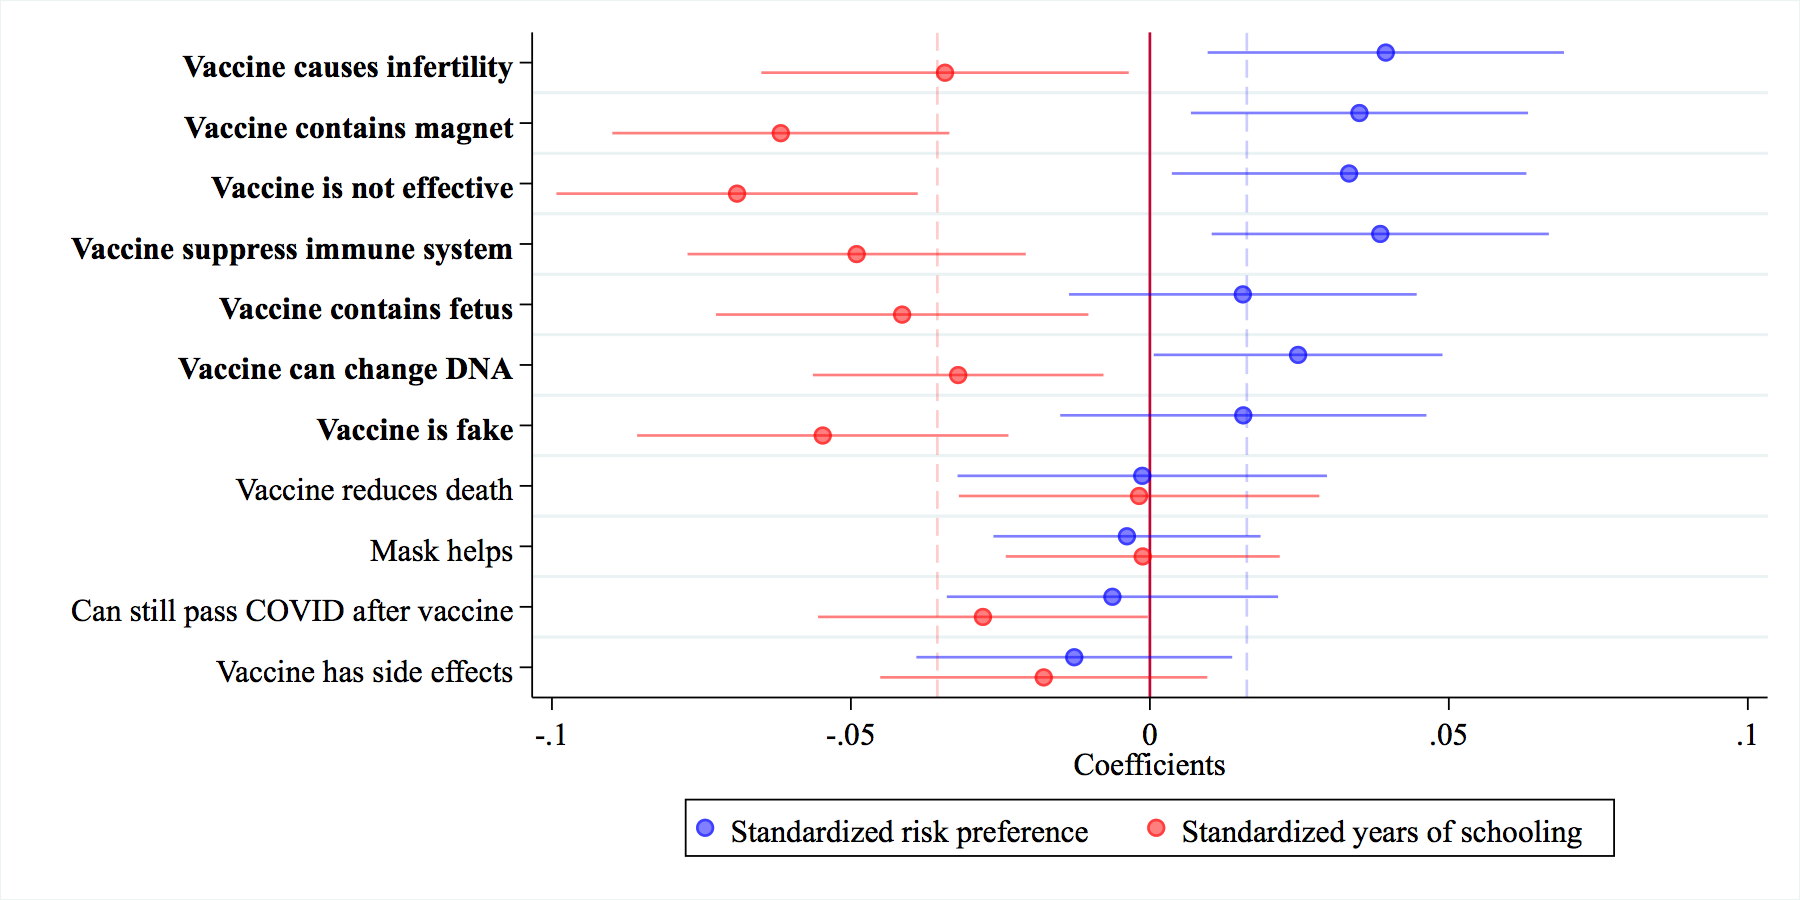 Vaccine causes infertility
Vaccine contains magnet
Vaccine is not effective
Vaccine suppress immune system
Vaccine contains fetus
Vaccine can change DNA
Vaccine is fake
Vaccine reduces death
Mask helps
Can still pass COVID after vaccine
Vaccine has side effects
-.1 -.05 0 .05 .1
Coefficients
Standardized risk preference Standardized years of schooling